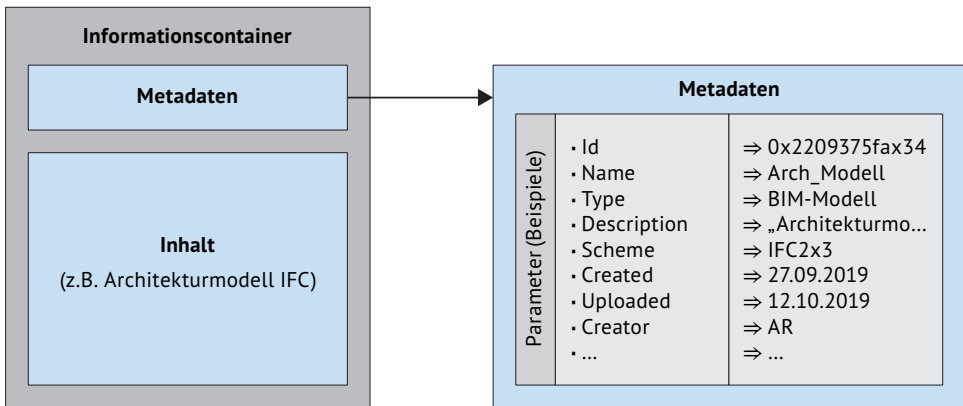 Informationscontainer
Metadaten
Inhalt
(z.B. Architekturmodell IFC)
Metadaten
Parameter (Beispiele)
· Id ⇒ 0x2209375fax34
· Name ⇒ Arch_Modell
· Type ⇒ BIM-Modell
· Description ⇒ „Architekturmo...
· Scheme ⇒ IFC2x3
· Created ⇒ 27.09.2019
· Uploaded ⇒ 12.10.2019
· Creator ⇒ AR
· ... ⇒ ...